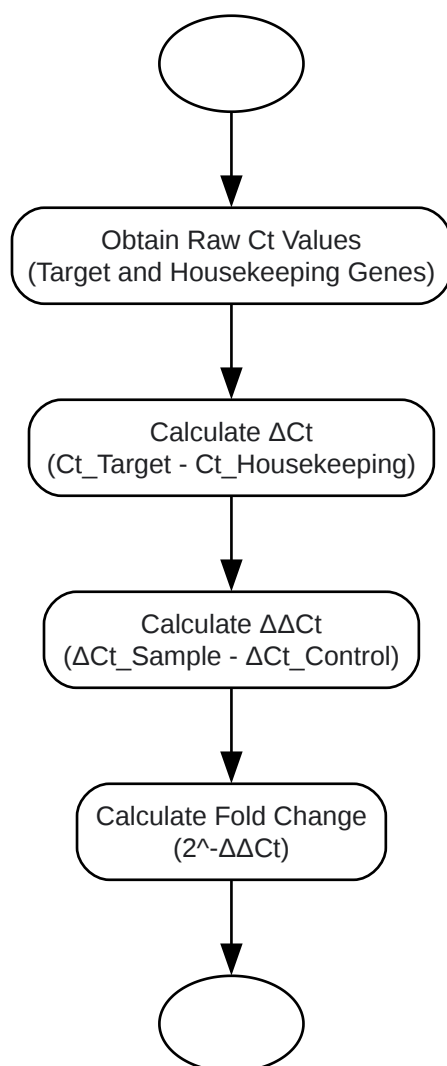 Obtain Raw Ct Values
(Target and Housekeeping Genes)
Calculate ΔCt
(Ct_Target - Ct_Housekeeping)
Calculate ΔΔCt
(ΔCt_Sample - ΔCt_Control)
Calculate Fold Change
(2^-ΔΔCt)